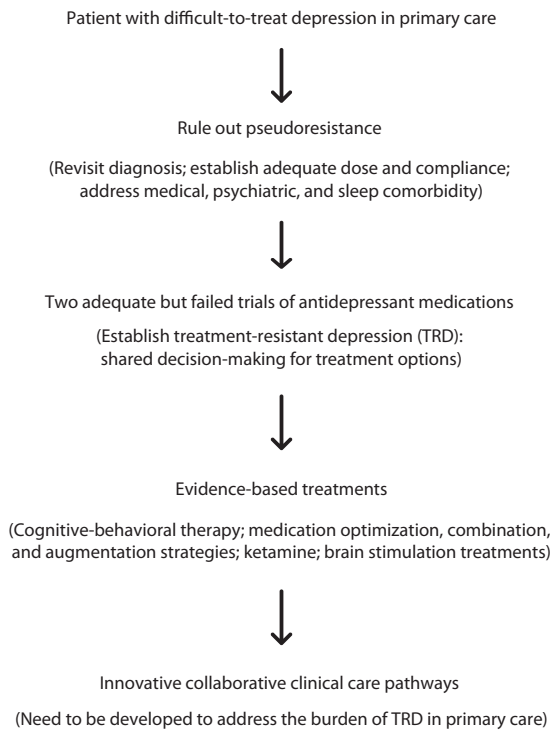 Patient with difficult-to-treat depression in primary care
Rule out pseudoresistance
(Revisit diagnosis; establish adequate dose and compliance;
address medical, psychiatric, and sleep comorbidity)
Two adequate but failed trials of antidepressant medications
(Establish treatment-resistant depression (TRD):
shared decision-making for treatment options)
Evidence-based treatments
(Cognitive-behavioral therapy; medication optimization, combination,
and augmentation strategies; ketamine; brain stimulation treatments)
Innovative collaborative clinical care pathways
(Need to be developed to address the burden of TRD in primary care)